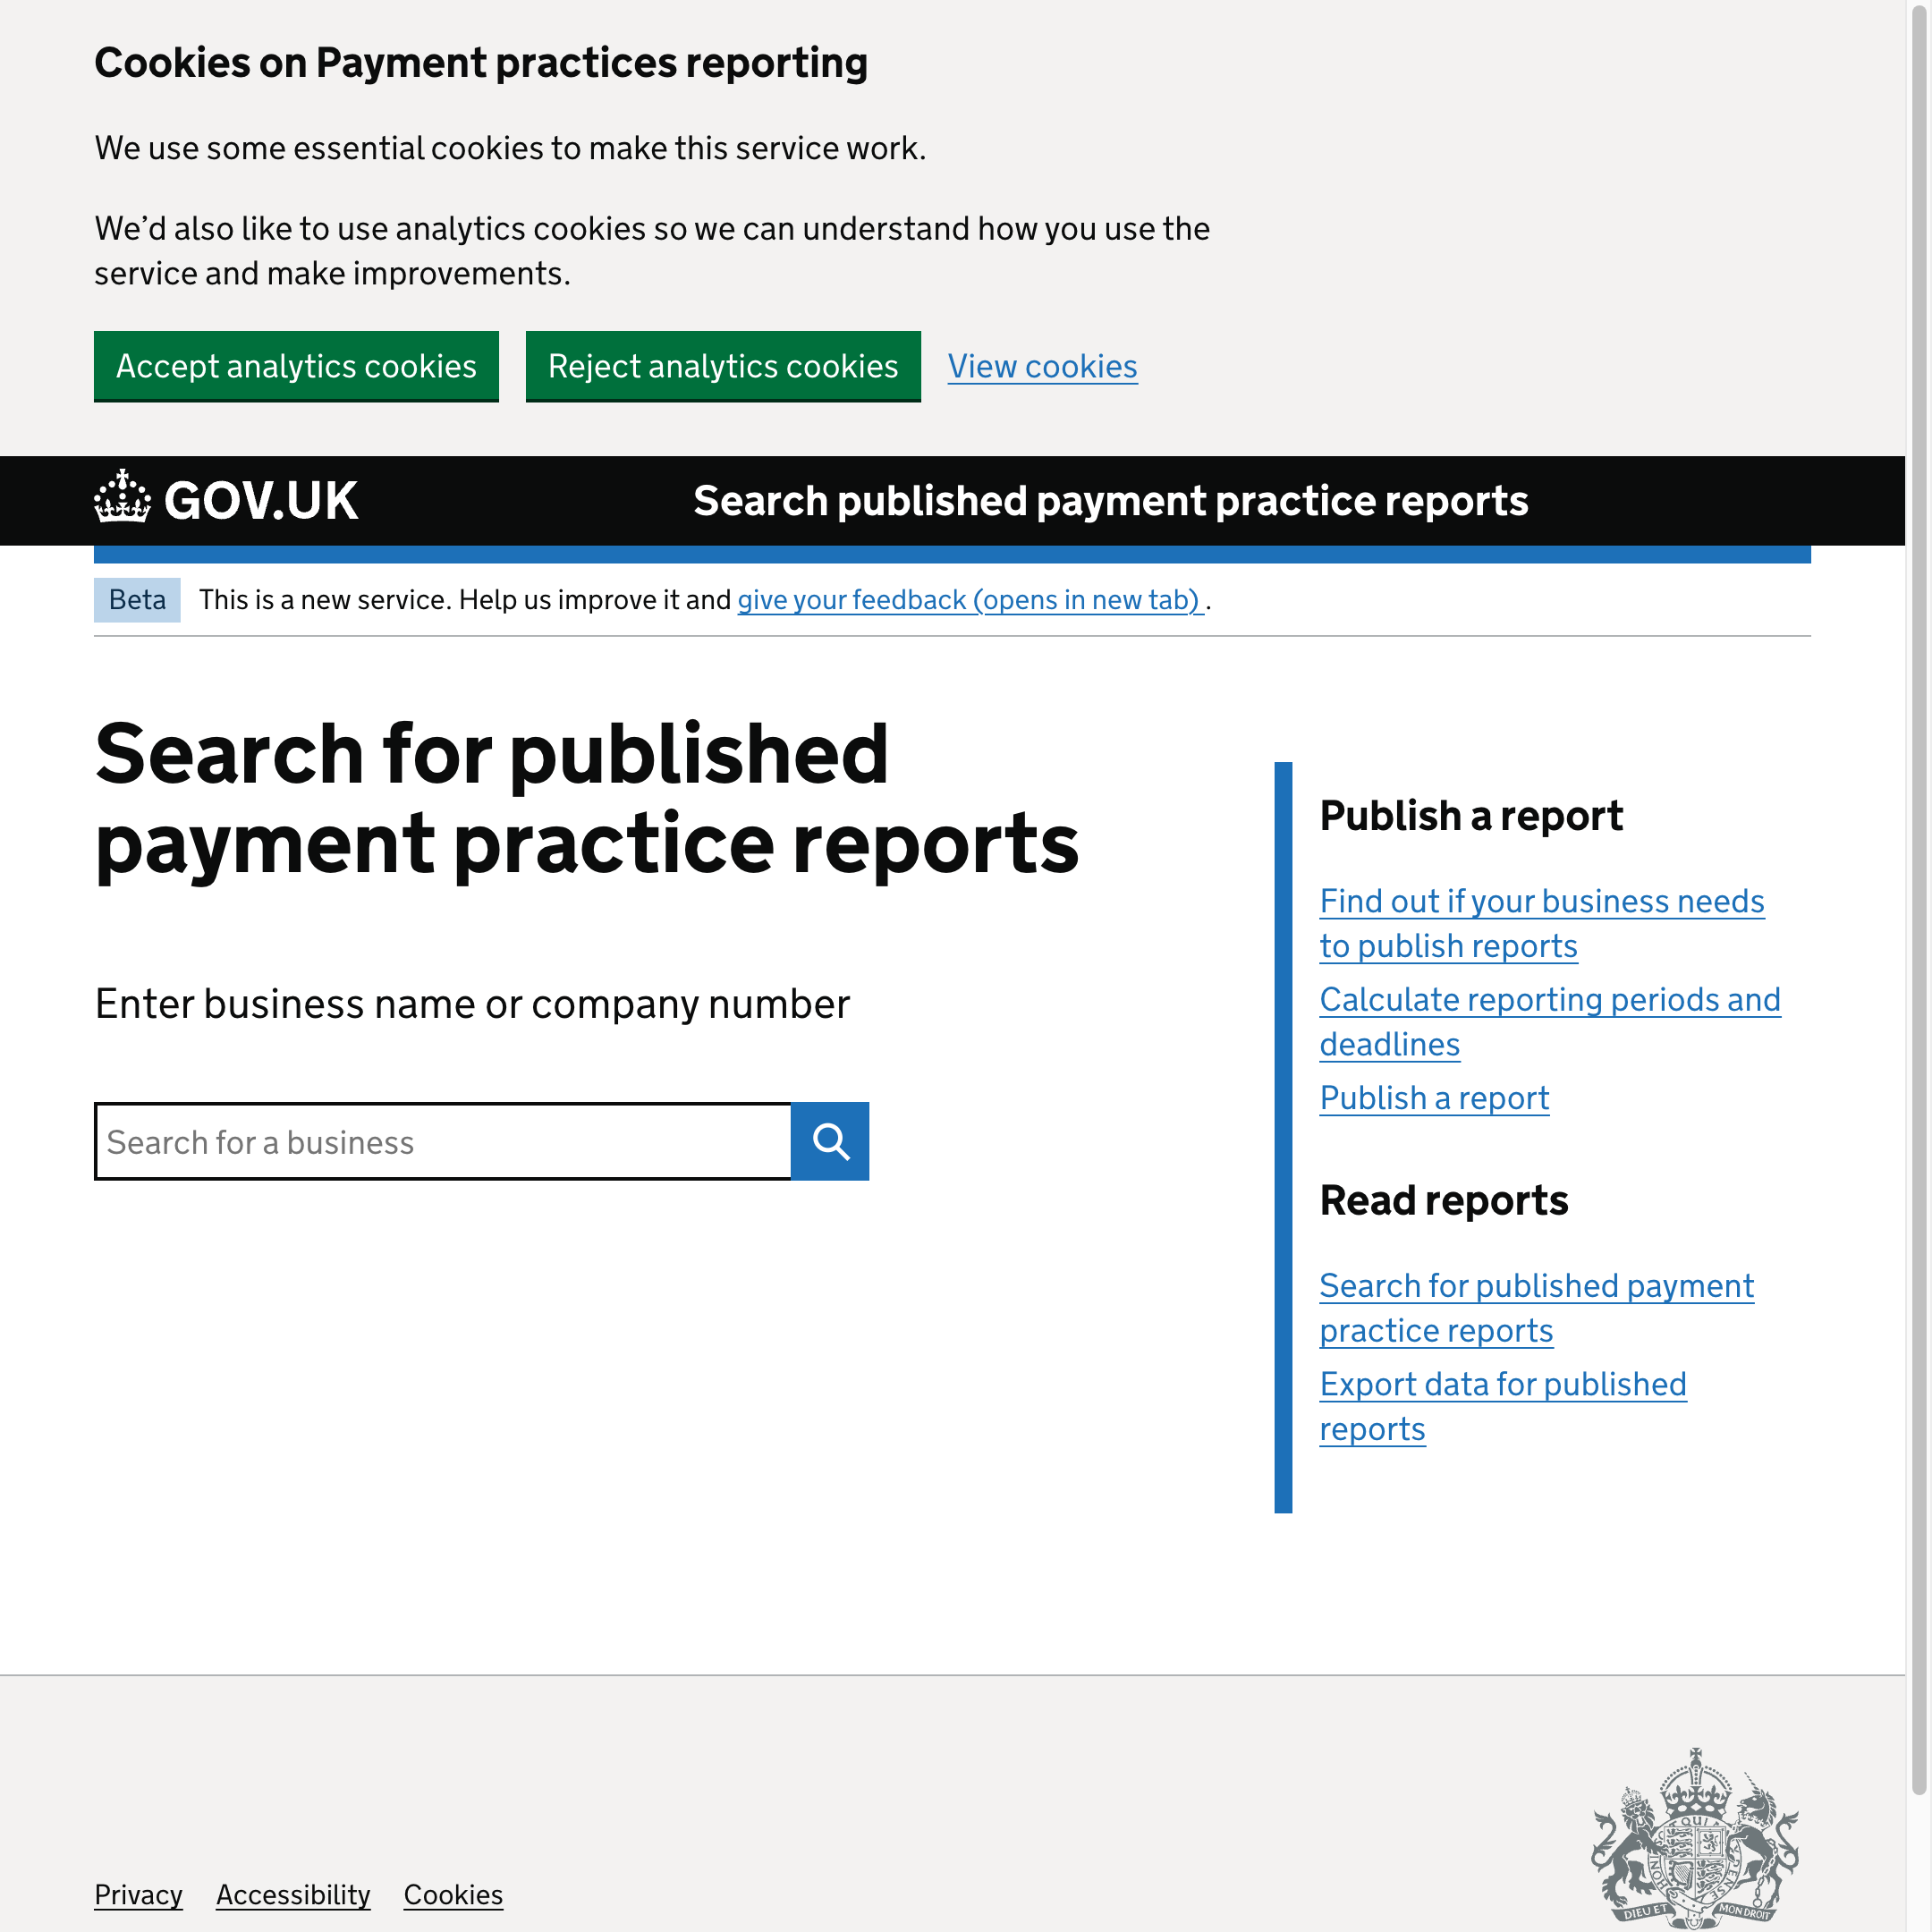 Cookies on Payment practices reporting
We use some essential cookies to make this service work.
We’d also like to use analytics cookies so we can understand how you use the
service and make improvements.
Accept analytics cookies
Reject analytics cookies
View cookies
GOV.UK
Search published payment practice reports
Beta
This is a new service. Help us improve it and give your feedback (opens in new tab) .
Search for published
payment practice reports
Enter business name or company number
Search for a business
Publish a report
Find out if your business needs
to publish reports
Calculate reporting periods and
deadlines
Publish a report
Read reports
Search for published payment
practice reports
Export data for published
reports
Privacy
Accessibility
Cookies
DIEU ET
MON DROIT